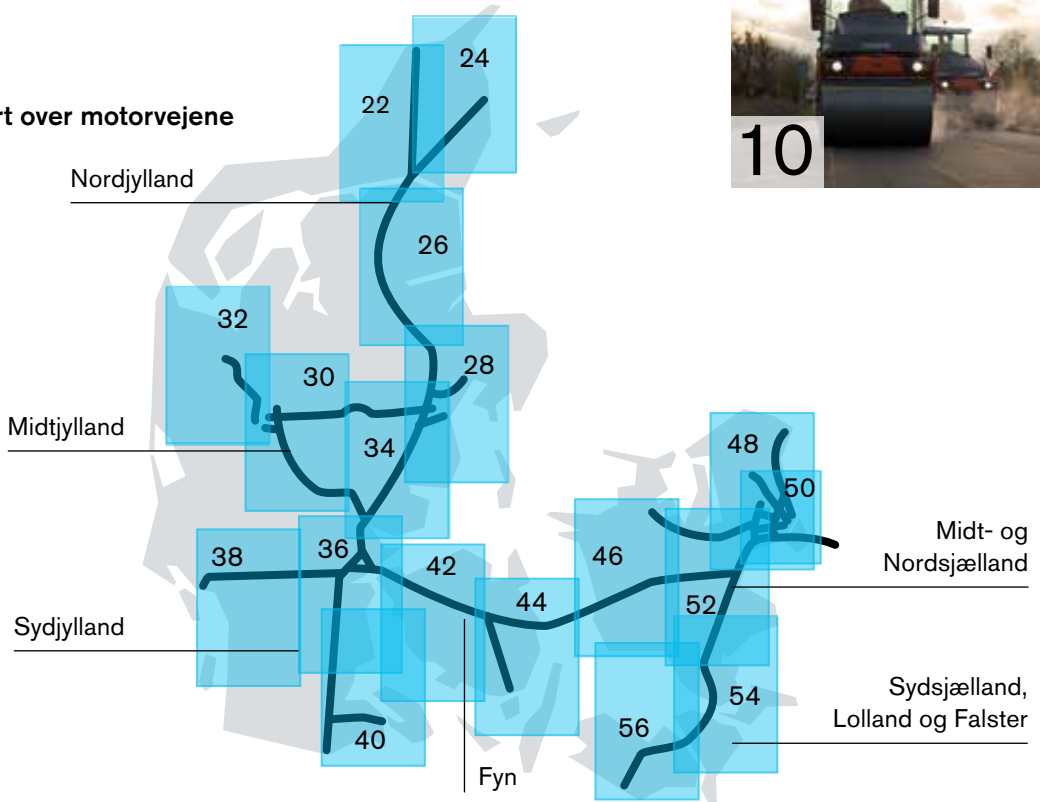 rt over motorvejene
10
24
22
Nordjylland
26
32
28
30
Midtjylland
34
48
50
Midt- og
Nordsjælland
38
36
42
46
44
52
Sydjylland
Sydsjælland,
Lolland og Falster
54
56
40
Fyn